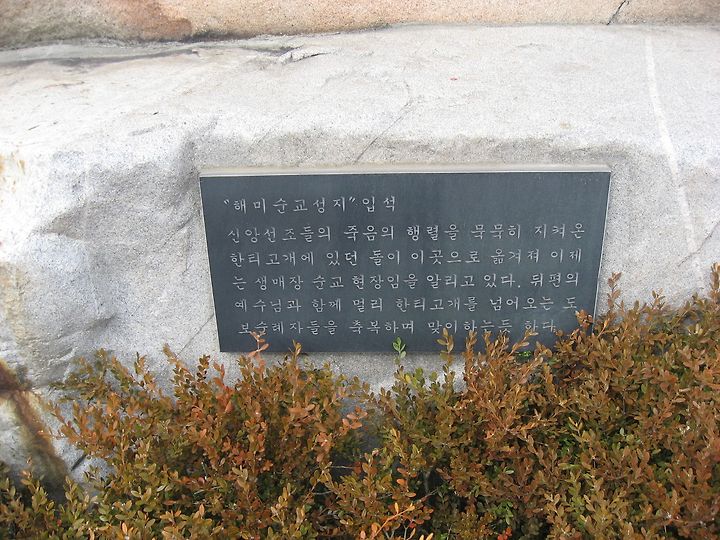 "해미순교성지"입석
신앙선조들의 죽음의 행렬을 묵묵히 지켜온
한티고개에 있던 돌이 이곳으로 옮겨져 이제
는 생매장 순교 현장임을 알리고 있다. 뒤편의
예수님과 함께 멀리 한티고개를 넘어오는 도
보순례자들을 축복하며 맞이하는듯 하다.